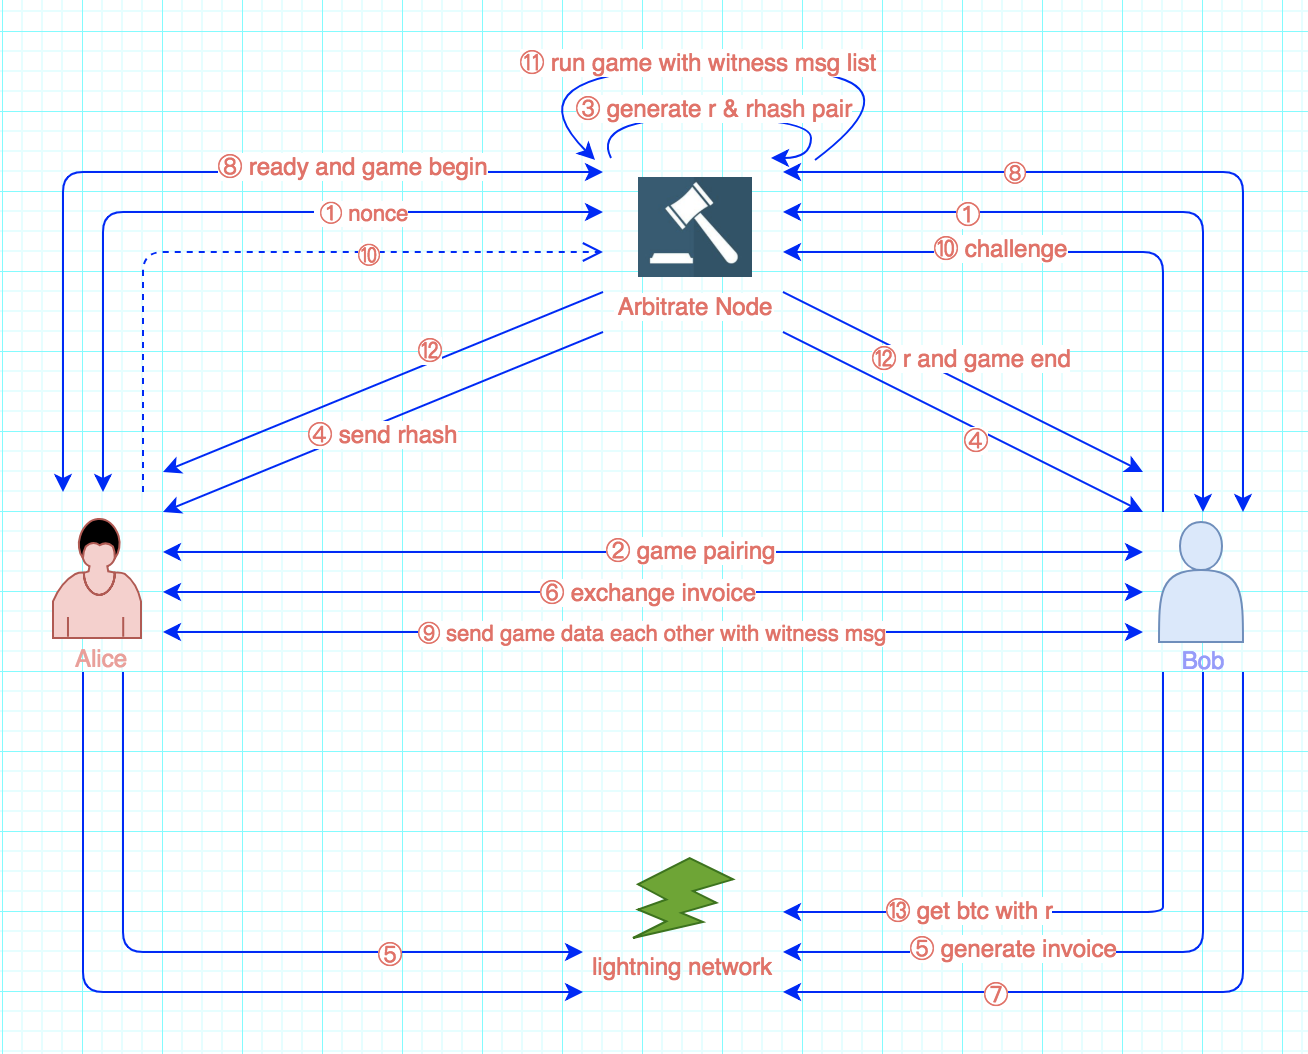 ⑪ run game with witness msg list
③ generate r & rhash pair
⑧ ready and game begin
⑧
① nonce
①
⑩
⑩ challenge
Arbitrate Node
⑫
⑫ r and game end
④ send rhash
④
② game pairing
⑥ exchange invoice
⑨ send game data each other with witness msg
Alice
Bob
⑬ get btc with r
⑤
⑤ generate invoice
lightning network
⑦